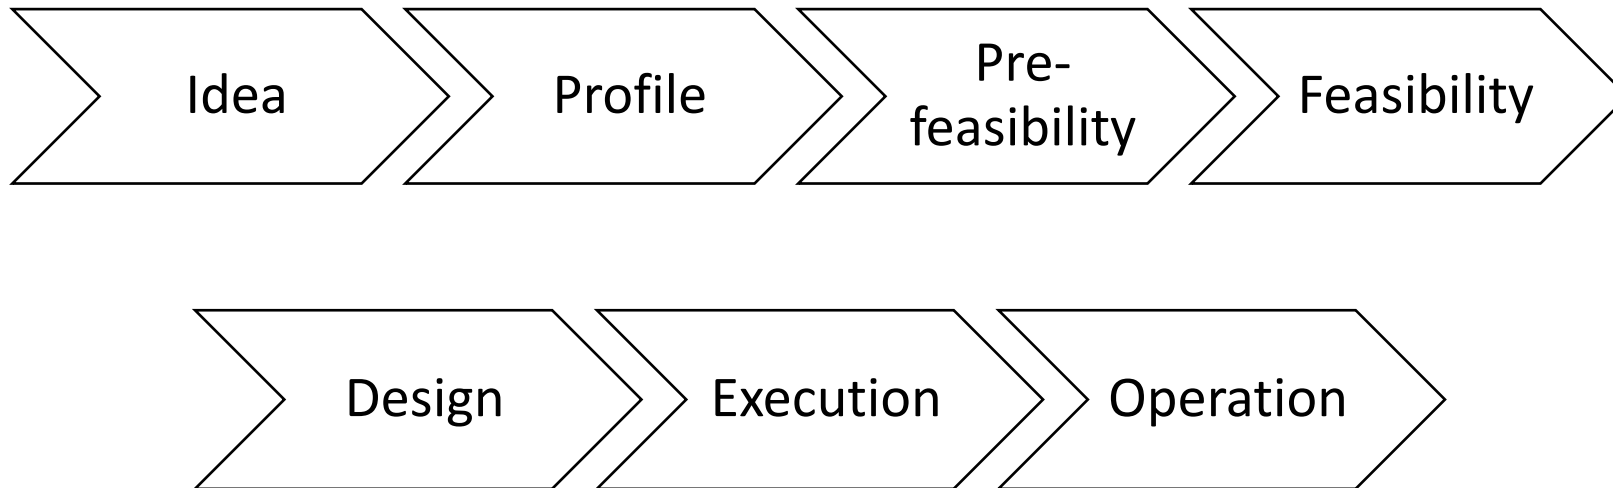 Idea
Profile
Pre-
feasibility
Feasibility
Design
Execution
Operation